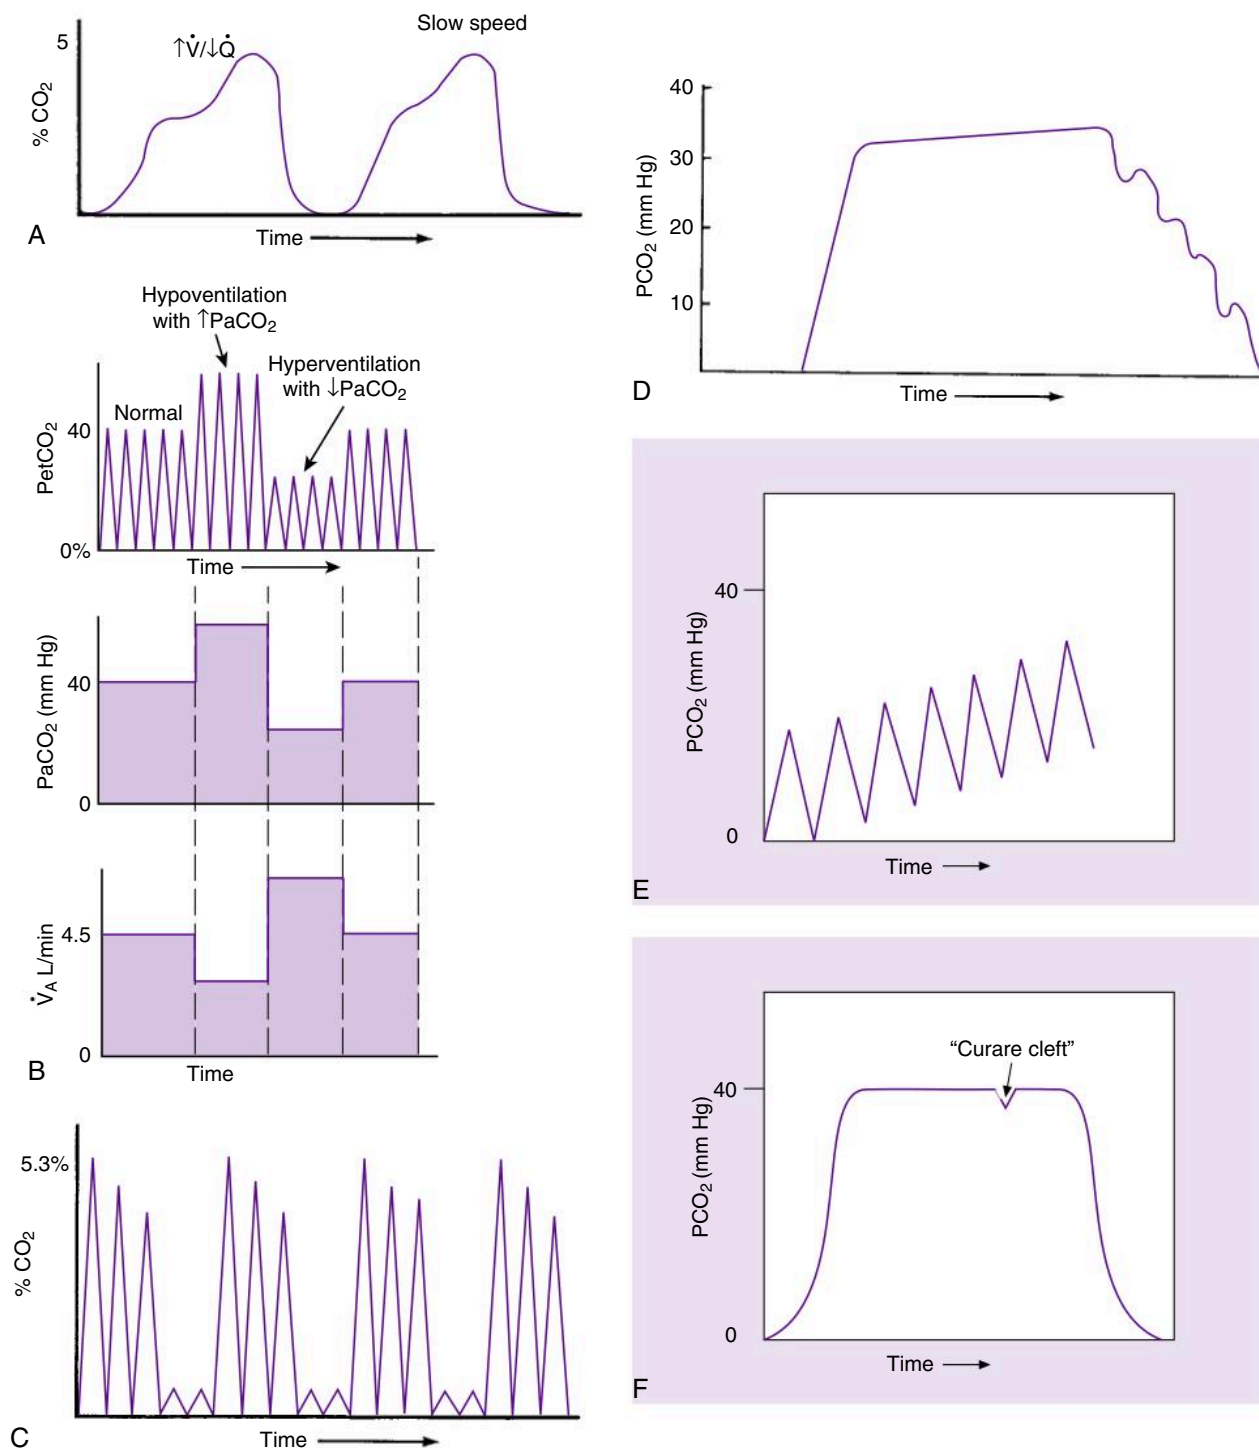 Slow speed
5
↑V̇/↓Q̇
% CO₂
Time
A
Hypoventilation
with ↑PaCO₂
Hyperventilation
with ↓PaCO₂
Normal
40
PetCO₂
0%
Time
PaCO₂ (mm Hg)
40
0
V̇A L/min
4.5
0
Time
B
5.3%
% CO₂
Time
C
40
30
20
10
PCO₂ (mm Hg)
Time
D
40
PCO₂ (mm Hg)
0
Time
E
“Curare cleft”
40
PCO₂ (mm Hg)
0
Time
F